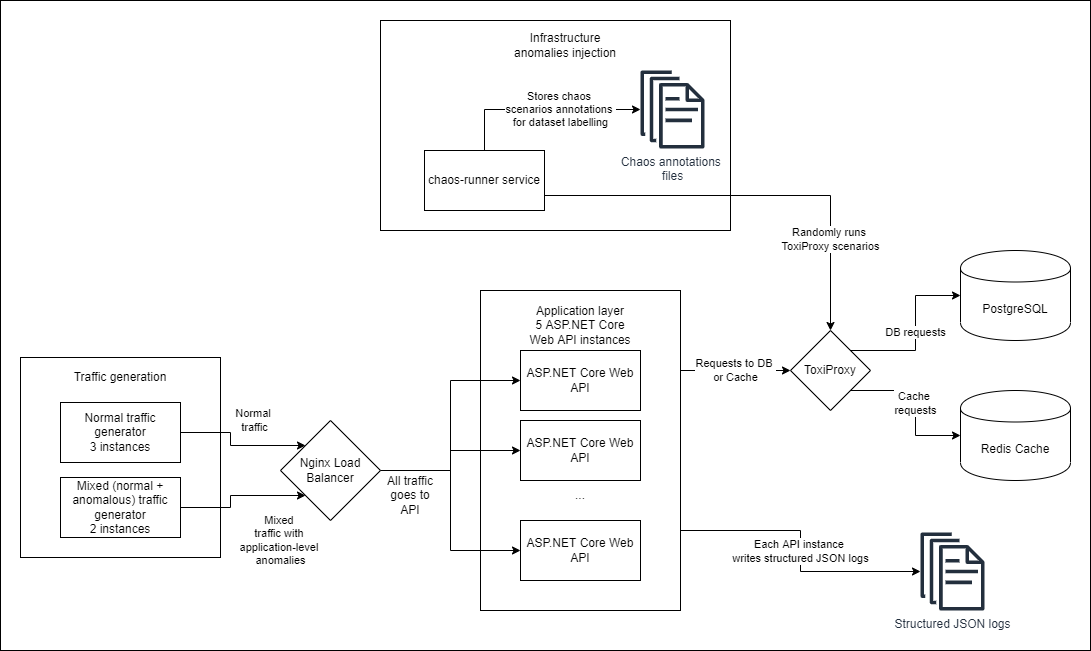 Infrastructure
anomalies injection
Stores chaos
scenarios annotations
for dataset labelling
Chaos annotations
files
chaos-runner service
Randomly runs
ToxiProxy scenarios
PostgreSQL
DB requests
Application layer
5 ASP.NET Core
Web API instances
ASP.NET Core Web
API
Requests to DB
or Cache
ToxiProxy
Cache
requests
Redis Cache
Traffic generation
Normal traffic
generator
3 instances
Normal
traffic
Nginx Load
Balancer
All traffic
goes to
API
ASP.NET Core Web
API
...
Mixed (normal +
anomalous) traffic
generator
2 instances
Mixed
traffic with
application-level
anomalies
ASP.NET Core Web
API
Each API instance
writes structured JSON logs
Structured JSON logs